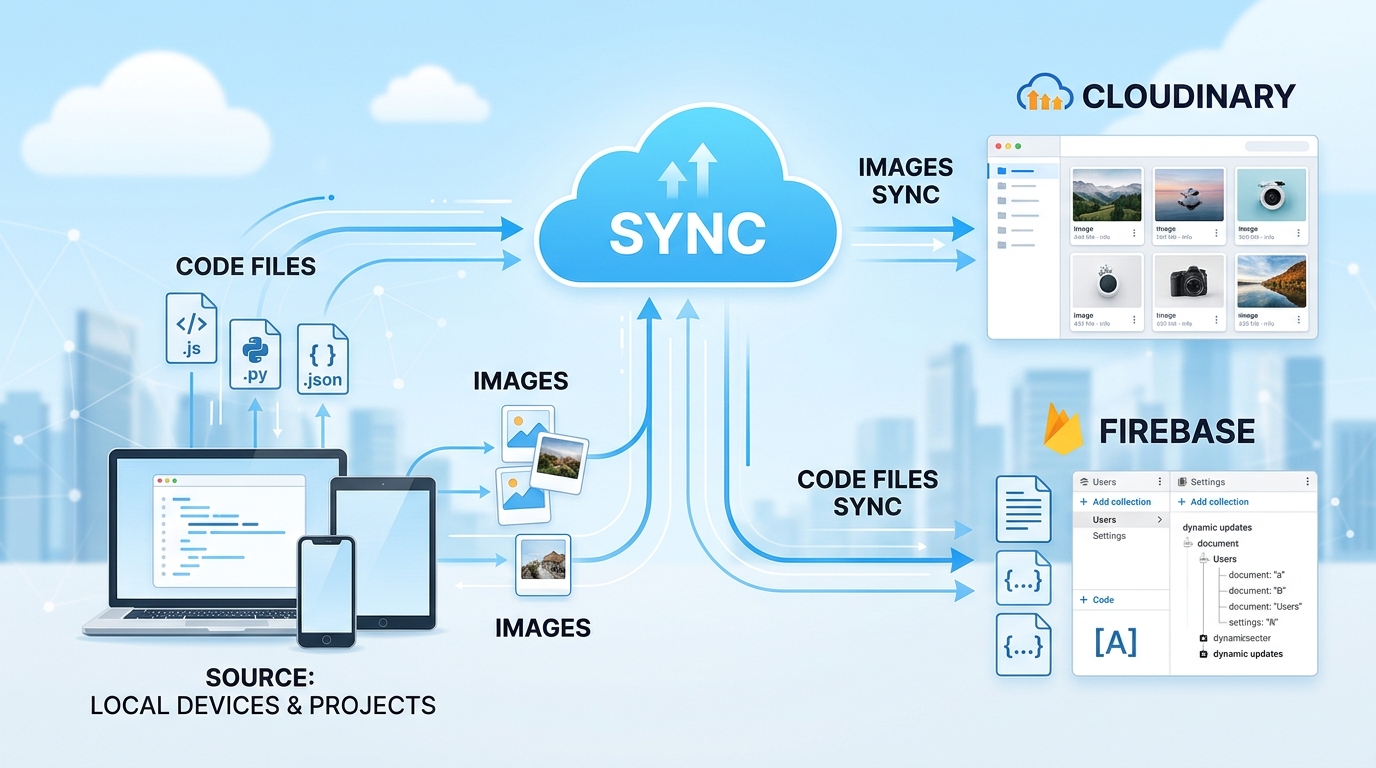 CLOUDINARY
IMAGES
SYNC
SYNC
CODE FILES
</>
.js
.py
{ }
.json
Image
Image
Image
Image
IMAGES
FIREBASE
CODE FILES
SYNC
{...}
{...}
Users
+ Add collection
Users
Settings
+ Code
[A]
Settings
+ Add collection
dynamic updates
document
Users
document: "a"
document: "B"
document: "Users"
settings: "N"
dynamicsecter
dynamic updates
IMAGES
SOURCE:
LOCAL DEVICES & PROJECTS